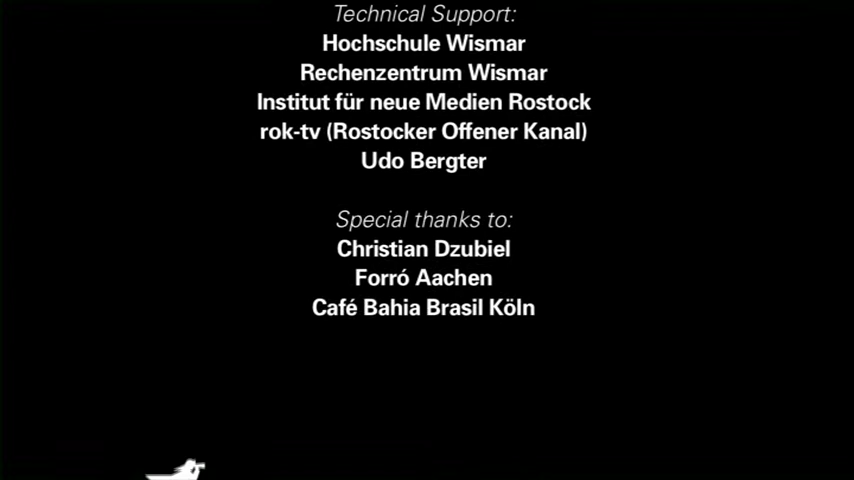 Technical Support:
Hochschule Wismar
Rechenzentrum Wismar
Institut für neue Medien Rostock
rok-tv (Rostocker Offener Kanal)
Udo Bergter
Special thanks to:
Christian Dzubiel
Forró Aachen
Café Bahia Brasil Köln